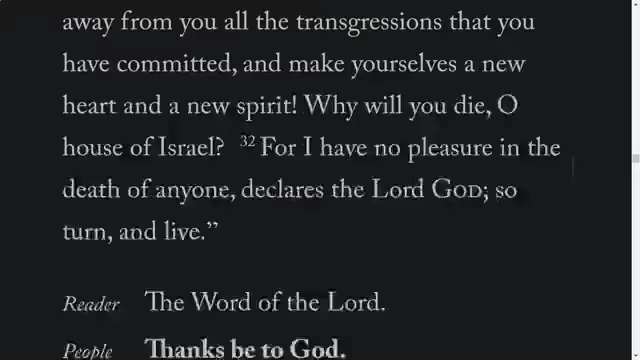 away from you all the transgressions that you
have committed, and make yourselves a new
heart and a new spirit! Why will you die, O
house of Israel? 32 For I have no pleasure in the
death of anyone, declares the Lord GOD; so
turn, and live.”
Reader The Word of the Lord.
People Thanks be to God.